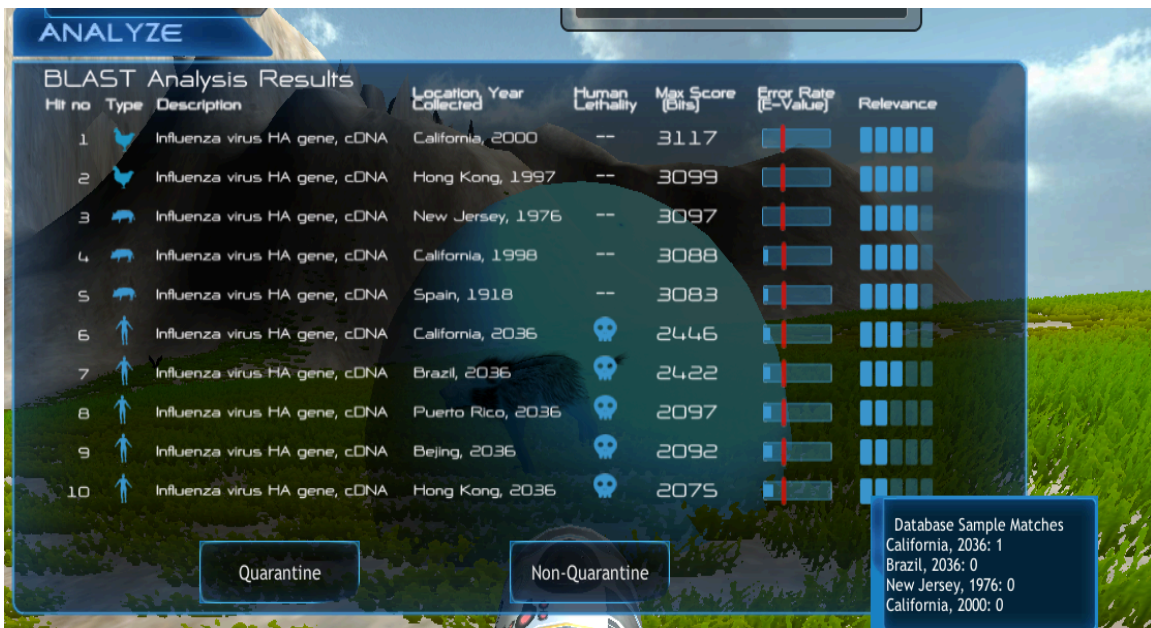 ANALYZE
BLAST Analysis Results
Hit no Type Description Location, Year Collected Human Lethality Max Score (Bits) Error Rate (E-Value) Relevance
1 Influenza virus HA gene, cDNA California, 2000 -- 3117
2 Influenza virus HA gene, cDNA Hong Kong, 1997 -- 3099
3 Influenza virus HA gene, cDNA New Jersey, 1976 -- 3097
4 Influenza virus HA gene, cDNA California, 1998 -- 3088
5 Influenza virus HA gene, cDNA Spain, 1918 -- 3083
6 Influenza virus HA gene, cDNA California, 2036 2446
7 Influenza virus HA gene, cDNA Brazil, 2036 2422
8 Influenza virus HA gene, cDNA Puerto Rico, 2036 2097
9 Influenza virus HA gene, cDNA Bejing, 2036 2092
10 Influenza virus HA gene, cDNA Hong Kong, 2036 2075
Quarantine
Non-Quarantine
Database Sample Matches
California, 2036: 1
Brazil, 2036: 0
New Jersey, 1976: 0
California, 2000: 0